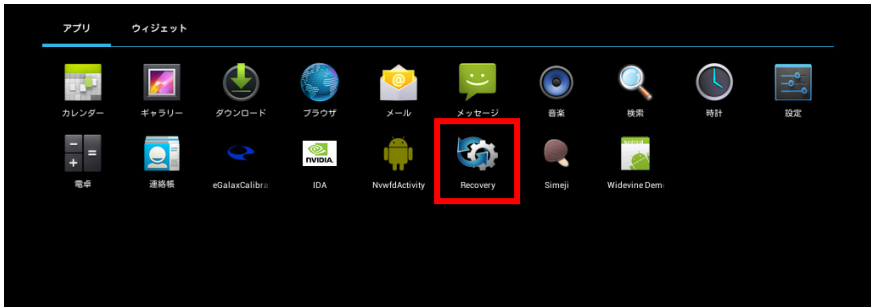 アプリ ウィジェット
カレンダー ギャラリー ダウンロード ブラウザ メール メッセージ 音楽 検索 時計 設定
NVIDIA.
電卓 連絡帳 eGalaxCalibra IDA NvwfdActivity Recovery Simeji Widevine Dem